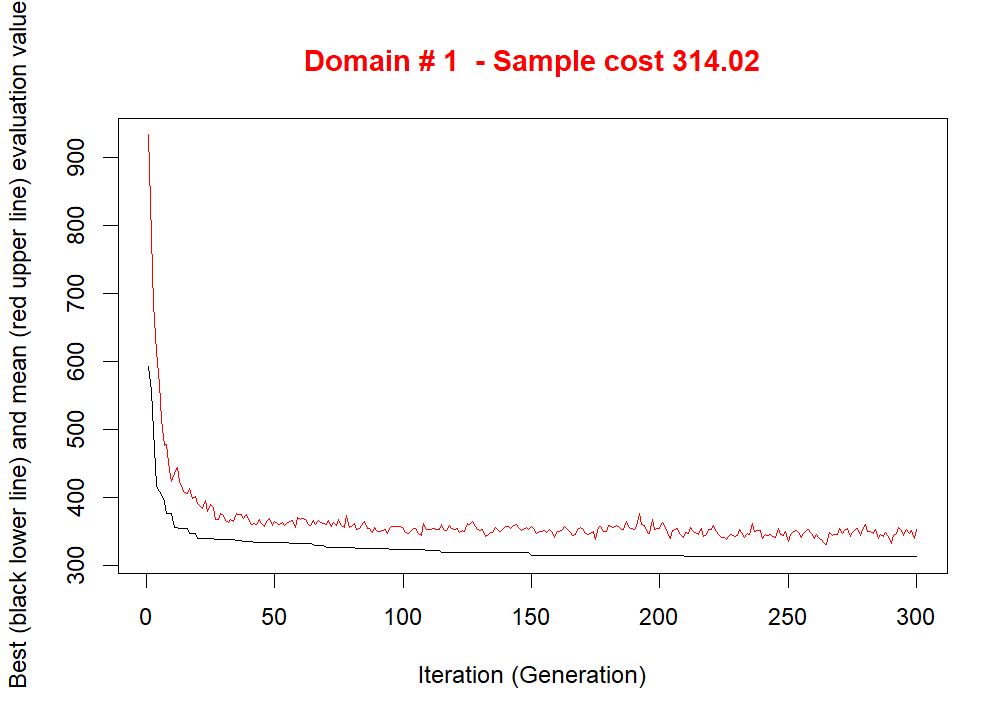 Domain # 1  - Sample cost 314.02
Best (black lower line) and mean (red upper line) evaluation value
900
800
700
600
500
400
300
0 50 100 150 200 250 300
Iteration (Generation)